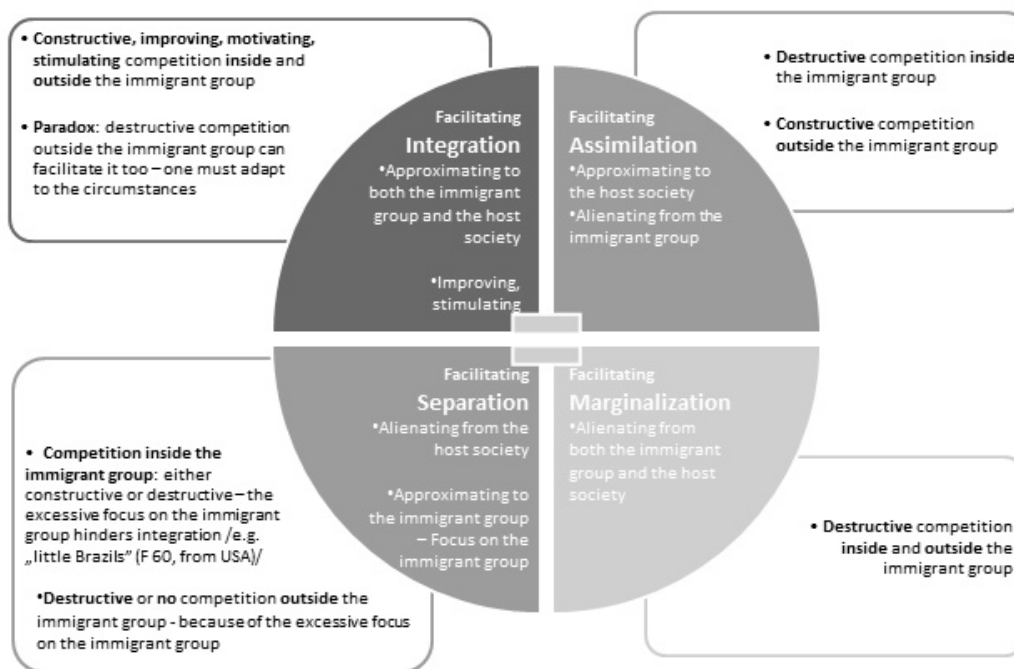 • Constructive, improving, motivating,
stimulating competition inside and
outside the immigrant group
• Paradox: destructive competition
outside the immigrant group can
facilitate it too – one must adapt
to the circumstances
Facilitating
Integration
•Approximating to
both the immigrant
group and the host
society
•Improving,
stimulating
Facilitating
Assimilation
•Approximating to
the host society
•Alienating from the
immigrant group
• Destructive competition inside
the immigrant group
• Constructive competition
outside the immigrant group
• Competition inside the
immigrant group: either
constructive or destructive – the
excessive focus on the immigrant
group hinders integration /e.g.
„little Brazils” (F 60, from USA)/
•Destructive or no competition outside the
immigrant group - because of the excessive focus
on the immigrant group
Facilitating
Separation
•Alienating from the
host society
•Approximating to
the immigrant group
– Focus on the
immigrant group
Facilitating
Marginalization
•Alienating from
both the immigrant
group and the host
society
• Destructive competition
inside and outside the
immigrant group